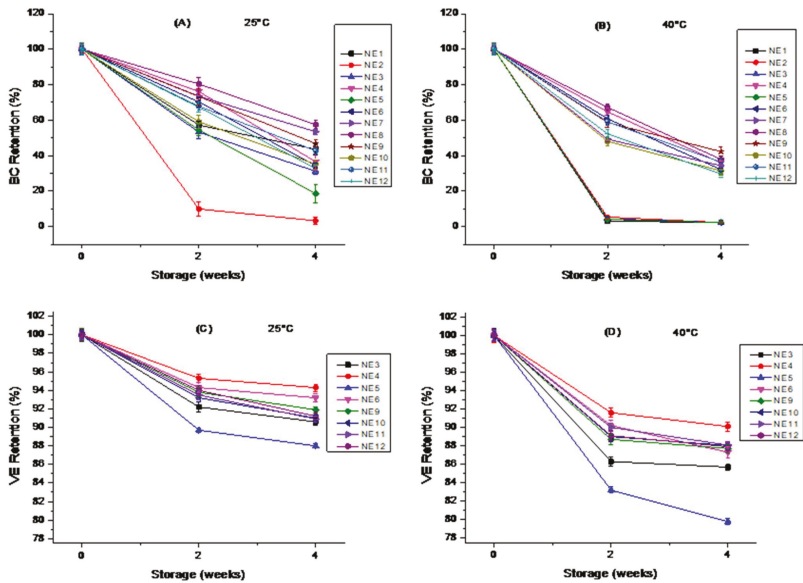 (A) 25°C
BC Retention (%)
120
100
80
60
40
20
0
0 2 4
Storage (weeks)
NE1
NE2
NE3
NE4
NE5
NE6
NE7
NE8
NE9
NE10
NE11
NE12
(B) 40°C
BC Retention (%)
120
100
80
60
40
20
0
0 2 4
Storage (weeks)
NE1
NE2
NE3
NE4
NE5
NE6
NE7
NE8
NE9
NE10
NE11
NE12
(C) 25°C
VE Retention (%)
102
100
98
96
94
92
90
88
86
84
82
80
78
0 2 4
Storage (weeks)
NE3
NE4
NE5
NE6
NE9
NE10
NE11
NE12
(D) 40°C
VE Retention (%)
102
100
98
96
94
92
90
88
86
84
82
80
78
0 2 4
Storage (weeks)
NE3
NE4
NE5
NE6
NE9
NE10
NE11
NE12